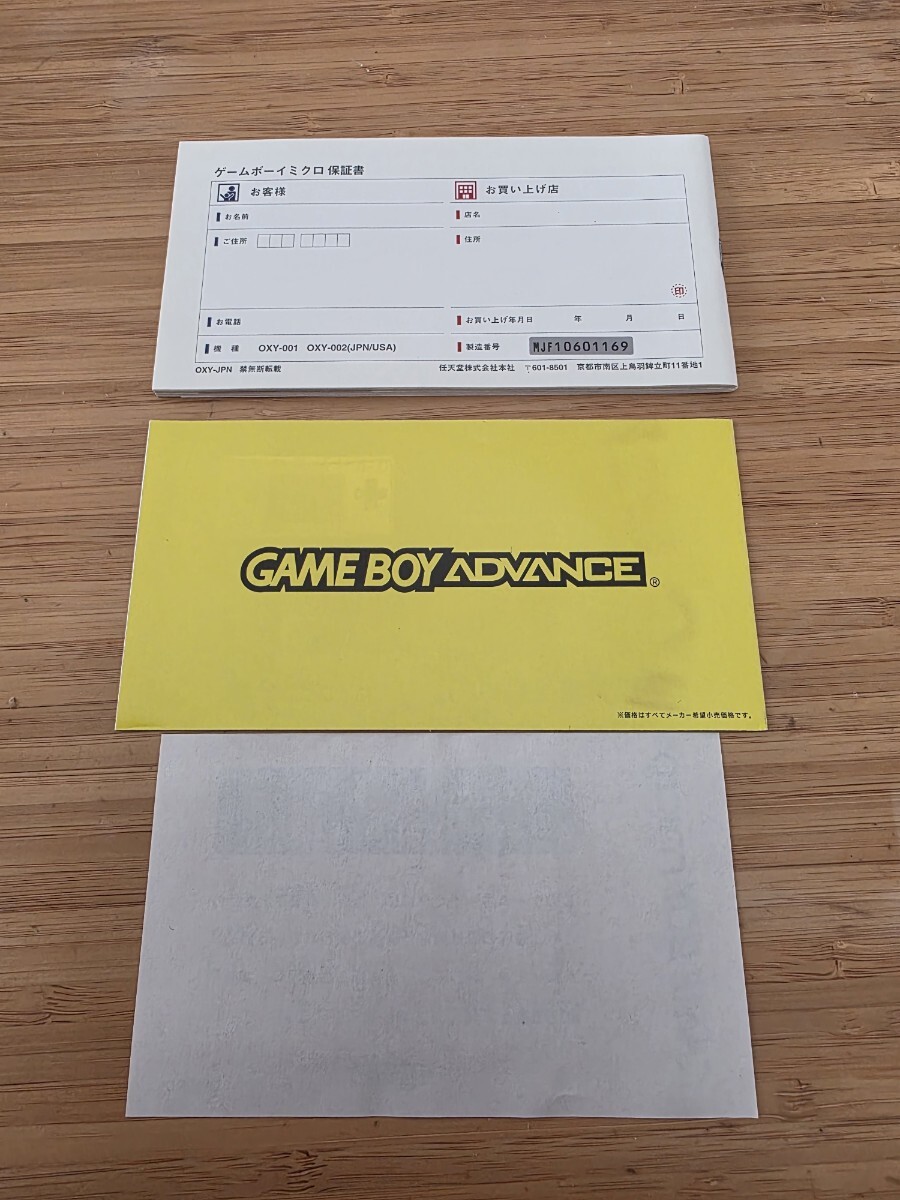 ゲームボーイミクロ 保証書
お客様
お買い上げ店
お名前
店名
ご住所
住所
印
お電話
お買い上げ年月日 年 月 日
機種 OXY-001 OXY-002(JPN/USA)
製造番号 MJF10601169
OXY-JPN 禁無断転載
任天堂株式会社本社 〒601-8501 京都市南区上鳥羽鉾立町11番地1
GAME BOY ADVANCE®
※価格はすべてメーカー希望小売価格です。